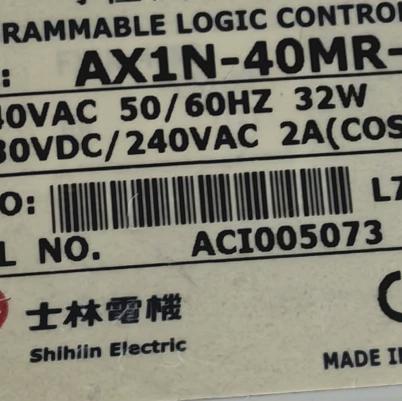 RAMMABLE LOGIC CONTRO
: AX1N-40MR-
40VAC 50/60HZ 32W
30VDC/240VAC 2A(COS
O: L7
L NO. ACI005073
士林電機
Shihlin Electric
MADE I